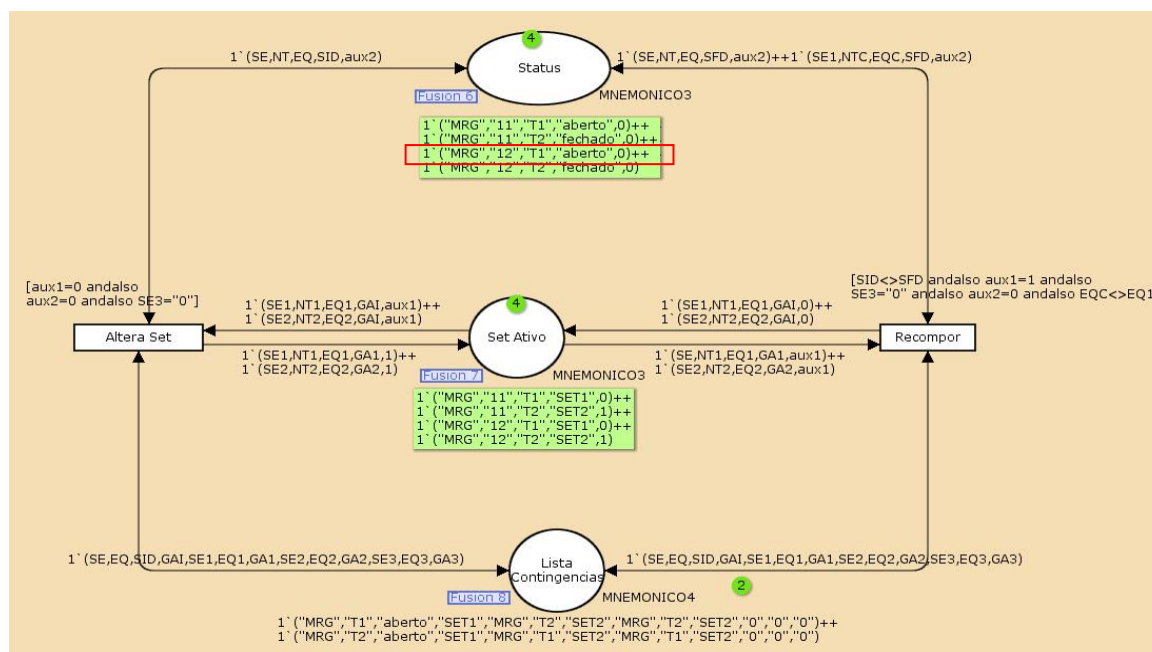 4
1`(SE,NT,EQ,SID,aux2)
Status
1`(SE,NT,EQ,SFD,aux2)++1`(SE1,NTC,EQC,SFD,aux2)
Fusion 6
MNEMONICO3
1`("MRG","11","T1","aberto",0)++
1`("MRG","11","T2","fechado",0)++
1`("MRG","12","T1","aberto",0)++
1`("MRG","12","T2","fechado",0)
[aux1=0 andalso
aux2=0 andalso SE3="0"]
[SID<>SFD andalso aux1=1 andalso
SE3="0" andalso aux2=0 andalso EQC<>EQ1
Altera Set
1`(SE1,NT1,EQ1,GAI,aux1)++
1`(SE2,NT2,EQ2,GAI,aux1)
1`(SE1,NT1,EQ1,GA1,1)++
1`(SE2,NT2,EQ2,GA2,1)
4
Set Ativo
1`(SE1,NT1,EQ1,GAI,0)++
1`(SE2,NT2,EQ2,GAI,0)
1`(SE,NT1,EQ1,GA1,aux1)++
1`(SE2,NT2,EQ2,GA2,aux1)
Recompor
Fusion 7
MNEMONICO3
1`("MRG","11","T1","SET1",0)++
1`("MRG","11","T2","SET2",1)++
1`("MRG","12","T1","SET1",0)++
1`("MRG","12","T2","SET2",1)
1`(SE,EQ,SID,GAI,SE1,EQ1,GA1,SE2,EQ2,GA2,SE3,EQ3,GA3)
Lista
Contingencias
1`(SE,EQ,SID,GAI,SE1,EQ1,GA1,SE2,EQ2,GA2,SE3,EQ3,GA3)
2
Fusion 8
MNEMONICO4
1`("MRG","T1","aberto","SET1","MRG","T2","SET2","MRG","T2","SET2","0","0","0")++
1`("MRG","T2","aberto","SET1","MRG","T1","SET2","MRG","T1","SET2","0","0","0")